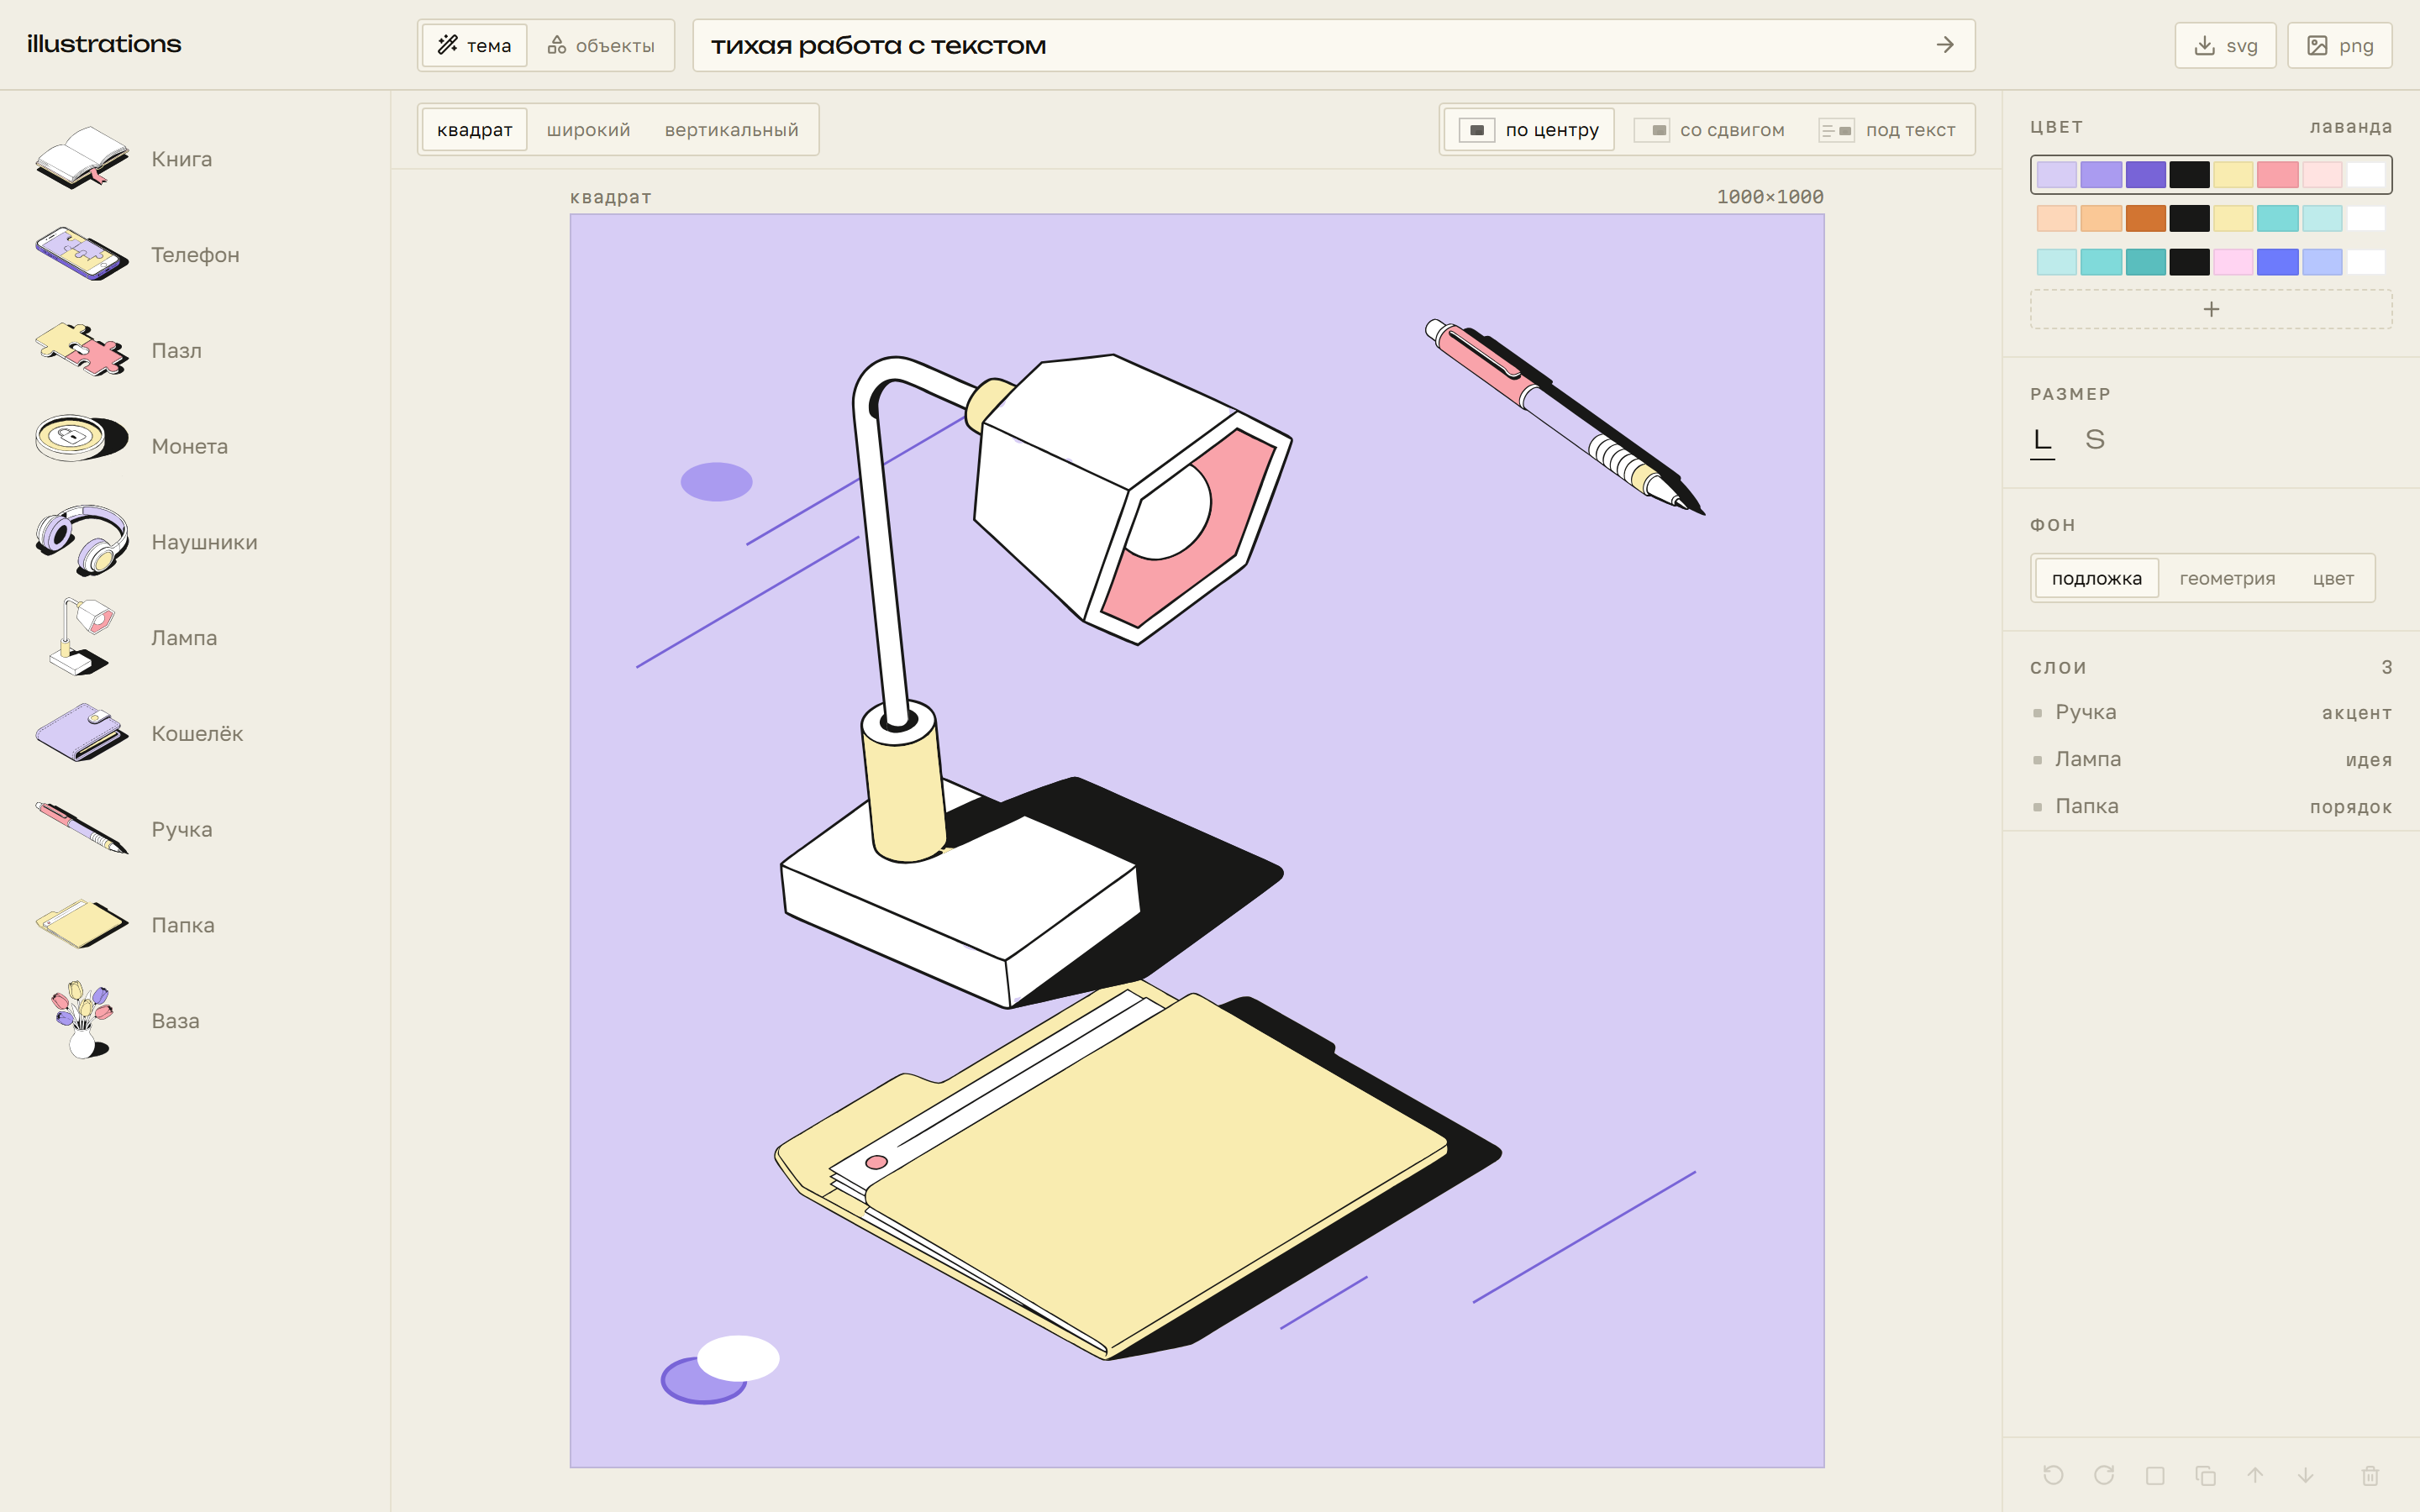 illustrations
тема
объекты
тихая работа с текстом
svg
png
Книга
Телефон
Пазл
Монета
Наушники
Лампа
Кошелёк
Ручка
Папка
Ваза
квадрат
широкий
вертикальный
по центру
со сдвигом
под текст
квадрат
1000×1000
ЦВЕТ
лаванда
РАЗМЕР
L
S
ФОН
подложка
геометрия
цвет
СЛОИ
3
Ручка
акцент
Лампа
идея
Папка
порядок